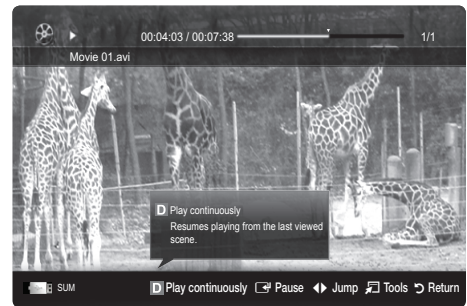 00:04:03 / 00:07:38 1/1
Movie 01.avi
D Play continuously
Resumes playing from the last viewed
scene.
SUM D Play continuously Pause Jump Tools Return